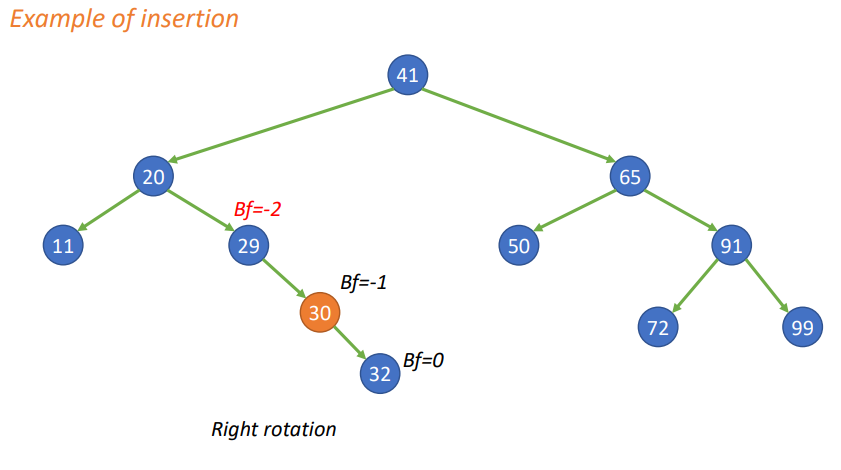 Example of insertion
41
20
65
Bf=-2
11
29
50
91
Bf=-1
30
72
99
32
Bf=0
Right rotation